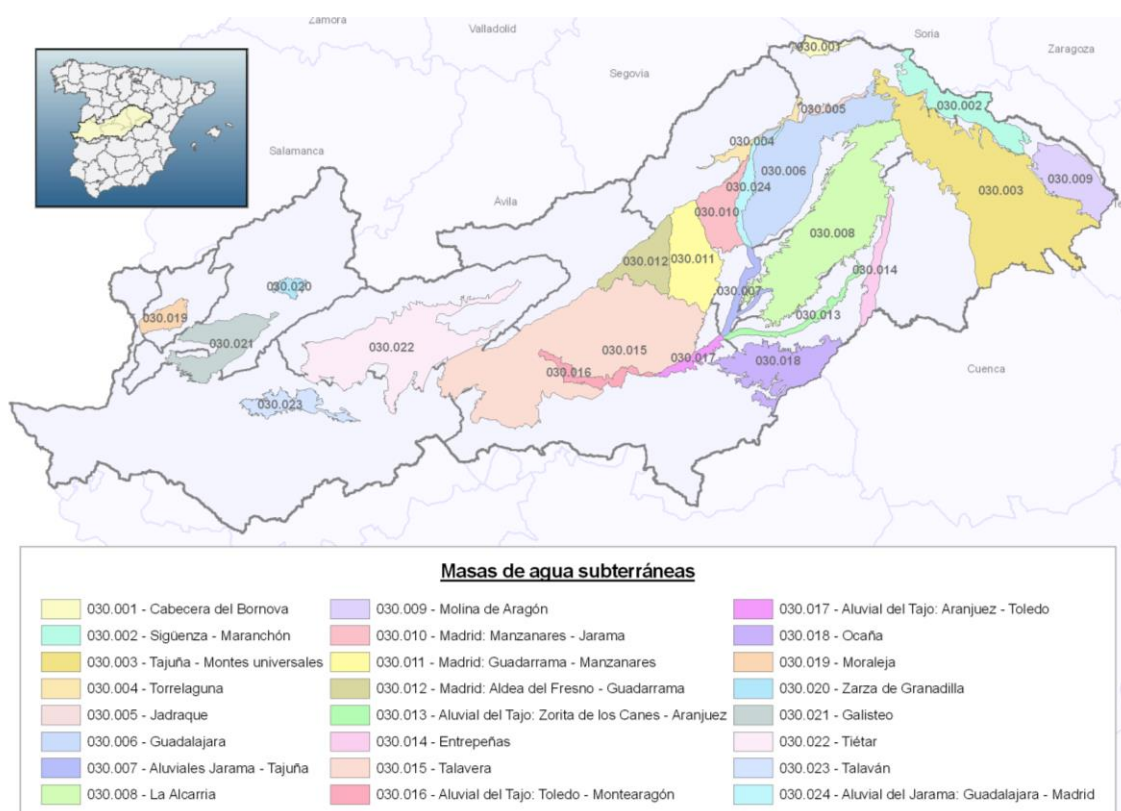 Zamora
Valladolid
Soria
Zaragoza
Segovia
Salamanca
Ávila
Cuenca
030.001
030.002
030.005
030.004
030.006
030.024
030.009
030.003
030.010
030.008
030.012
030.011
030.014
030.007
030.013
030.020
030.019
030.021
030.022
030.015
030.017
030.018
030.016
030.023
Masas de agua subterráneas
030.001 - Cabecera del Bornova
030.002 - Sigüenza - Maranchón
030.003 - Tajuña - Montes universales
030.004 - Torrelaguna
030.005 - Jadraque
030.006 - Guadalajara
030.007 - Aluviales Jarama - Tajuña
030.008 - La Alcarria
030.009 - Molina de Aragón
030.010 - Madrid: Manzanares - Jarama
030.011 - Madrid: Guadarrama - Manzanares
030.012 - Madrid: Aldea del Fresno - Guadarrama
030.013 - Aluvial del Tajo: Zorita de los Canes - Aranjuez
030.014 - Entrepeñas
030.015 - Talavera
030.016 - Aluvial del Tajo: Toledo - Montearagón
030.017 - Aluvial del Tajo: Aranjuez - Toledo
030.018 - Ocaña
030.019 - Moraleja
030.020 - Zarza de Granadilla
030.021 - Galisteo
030.022 - Tiétar
030.023 - Talaván
030.024 - Aluvial del Jarama: Guadalajara - Madrid